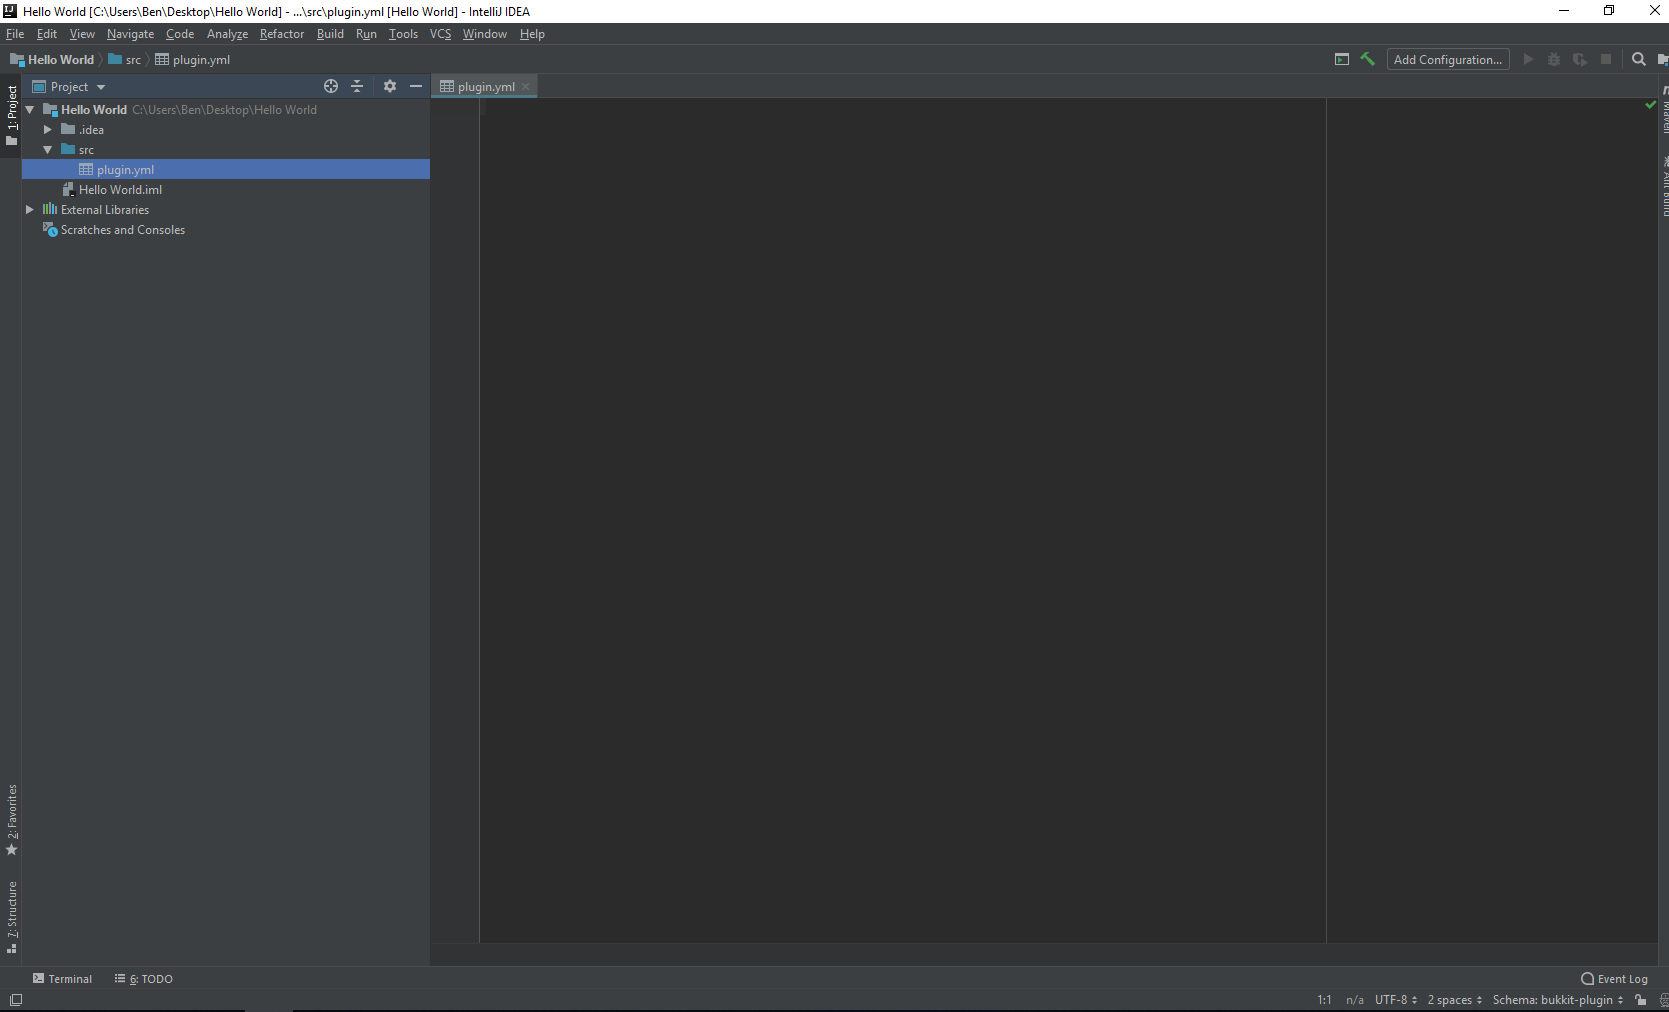 Hello World [C:\Users\Ben\Desktop\Hello World] - ...\src\plugin.yml [Hello World] - IntelliJ IDEA
File Edit View Navigate Code Analyze Refactor Build Run Tools VCS Window Help
Hello World src plugin.yml Add Configuration...
1: Project
Project
plugin.yml
Hello World C:\Users\Ben\Desktop\Hello World
.idea
src
plugin.yml
Hello World.iml
External Libraries
Scratches and Consoles
Maven
Ant Build
2: Favorites
7: Structure
Terminal 6: TODO Event Log
1:1 n/a UTF-8 2 spaces Schema: bukkit-plugin